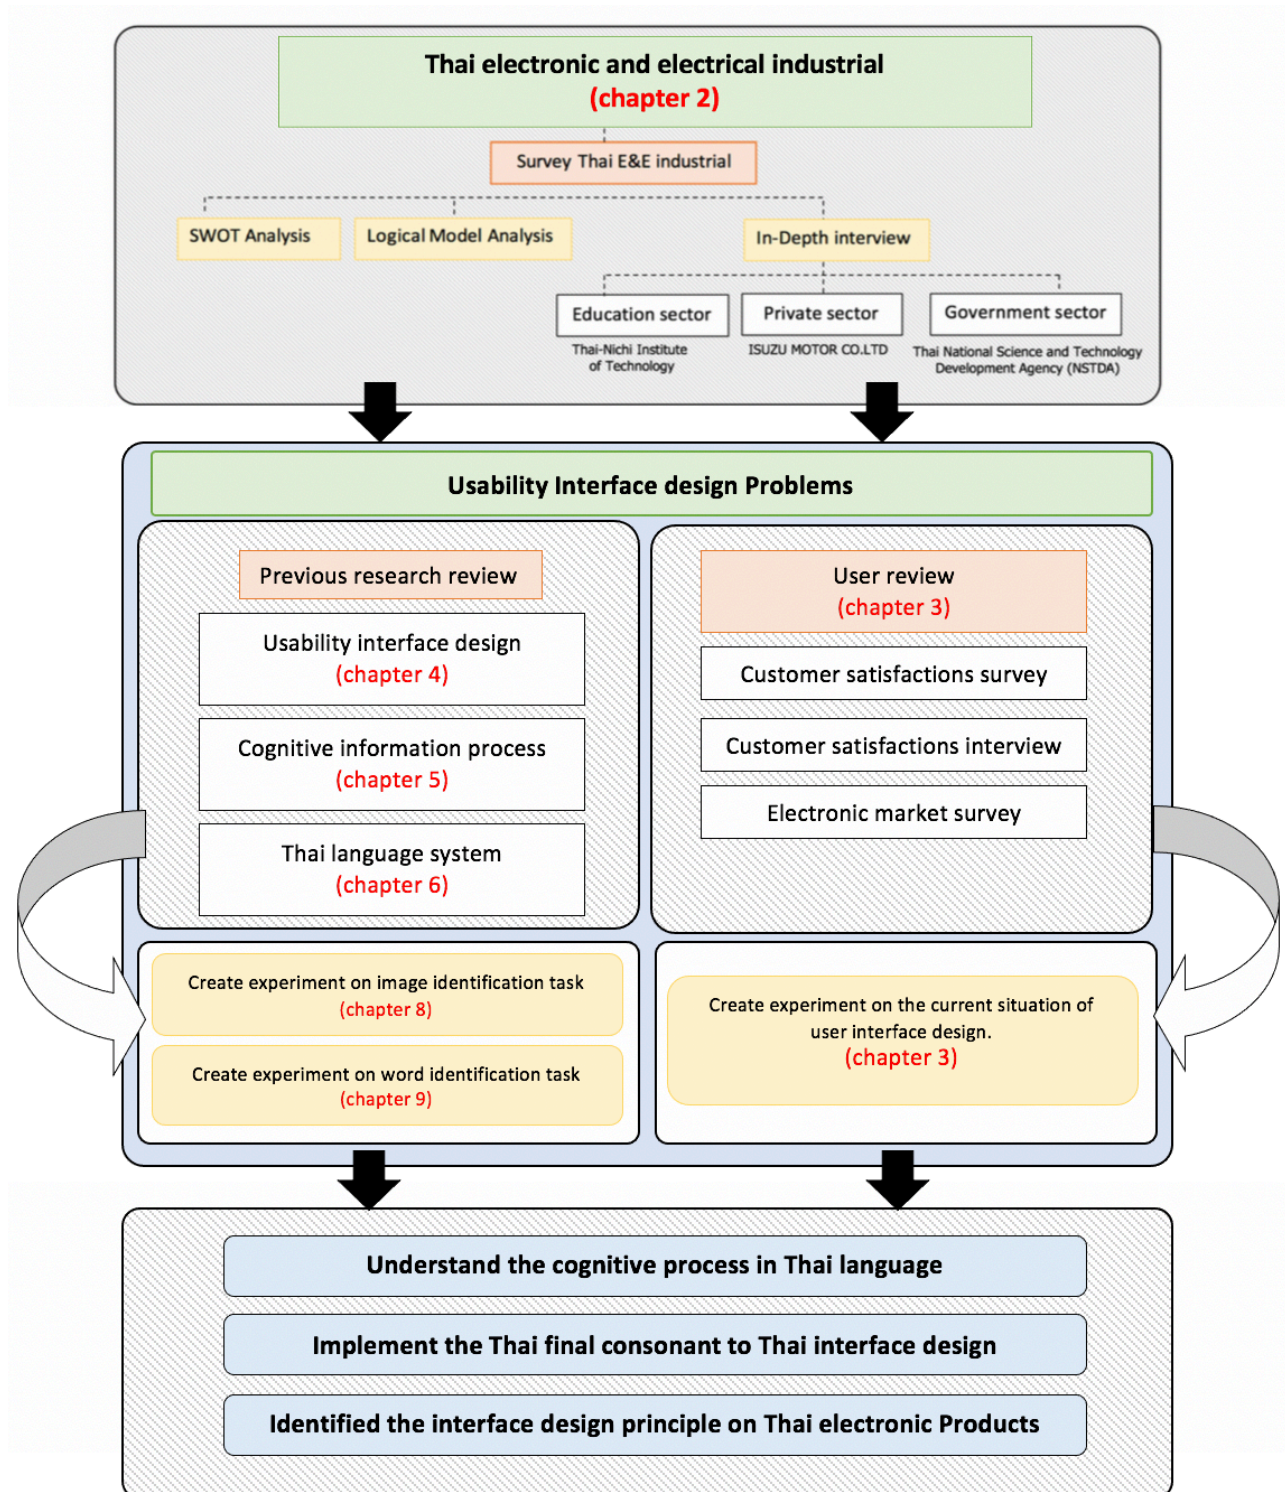 Thai electronic and electrical industrial
(chapter 2)
Survey Thai E&E industrial
SWOT Analysis
Logical Model Analysis
In-Depth interview
Education sector
Private sector
Government sector
Thai-Nichi Institute
of Technology
ISUZU MOTOR CO.LTD
Thai National Science and Technology
Development Agency (NSTDA)
Usability Interface design Problems
Previous research review
Usability interface design
(chapter 4)
Cognitive information process
(chapter 5)
Thai language system
(chapter 6)
User review
(chapter 3)
Customer satisfactions survey
Customer satisfactions interview
Electronic market survey
Create experiment on image identification task
(chapter 8)
Create experiment on word identification task
(chapter 9)
Create experiment on the current situation of
user interface design.
(chapter 3)
Understand the cognitive process in Thai language
Implement the Thai final consonant to Thai interface design
Identified the interface design principle on Thai electronic Products